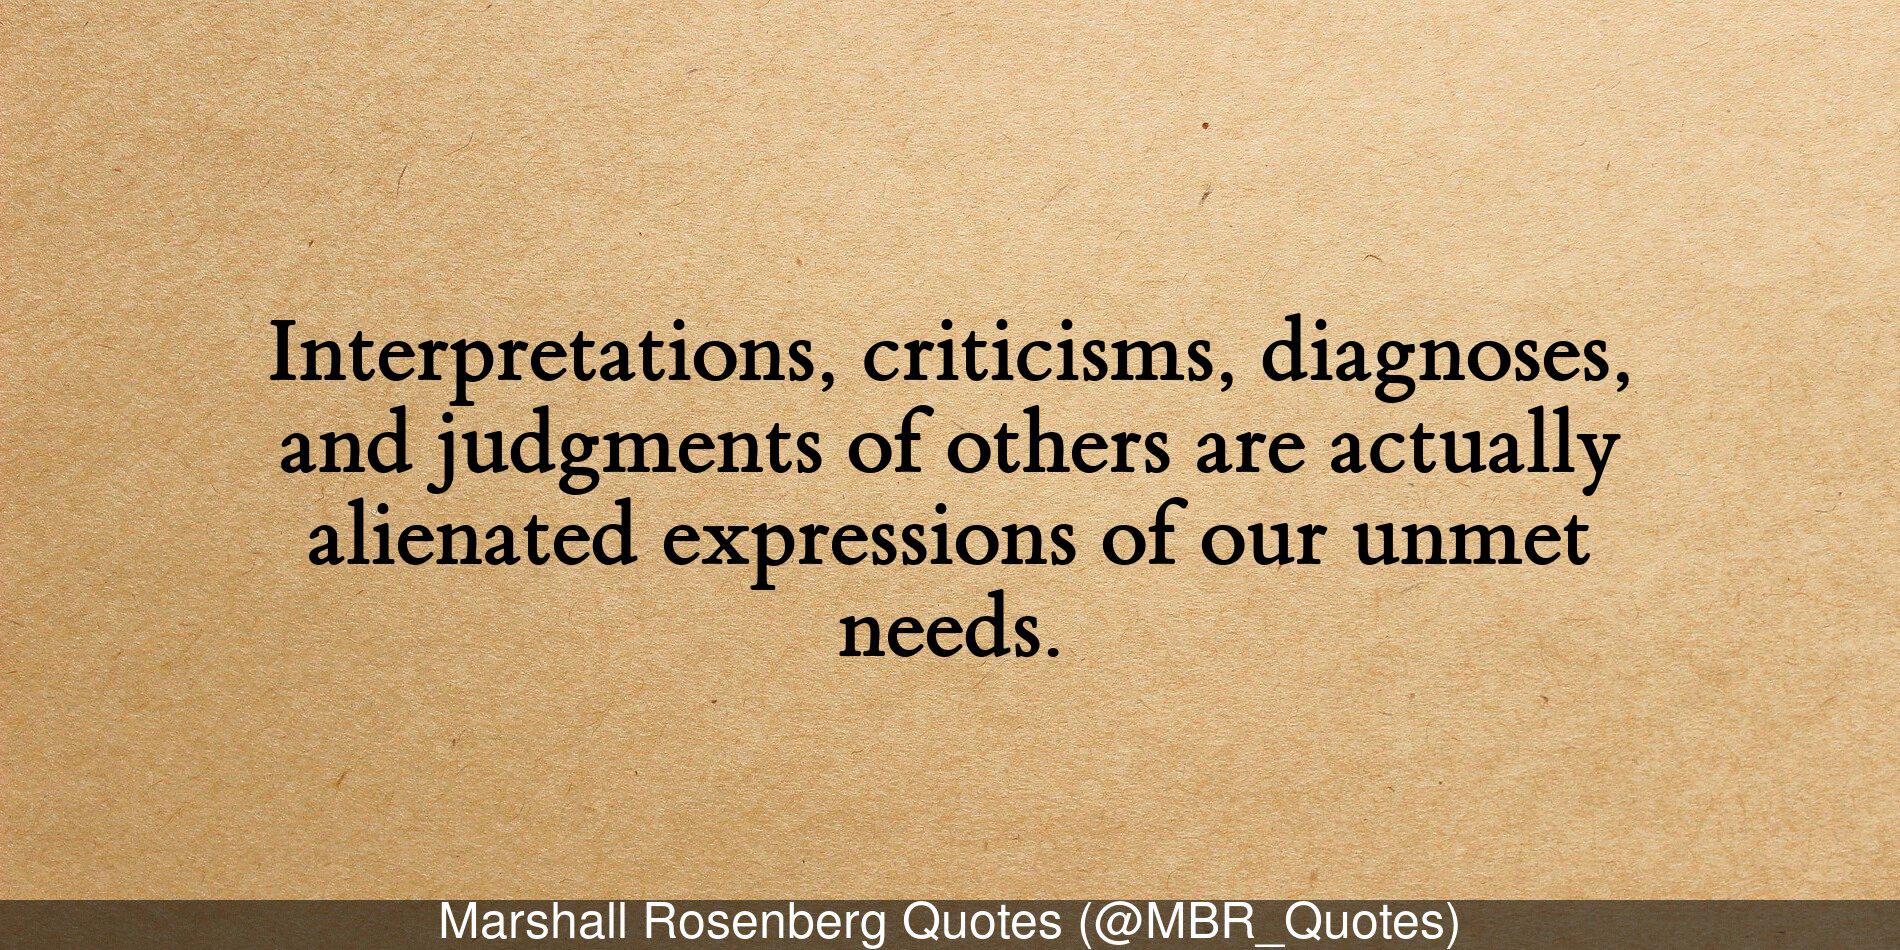 Interpretations, criticisms, diagnoses,
and judgments of others are actually
alienated expressions of our unmet
needs.
Marshall Rosenberg Quotes (@MBR_Quotes)